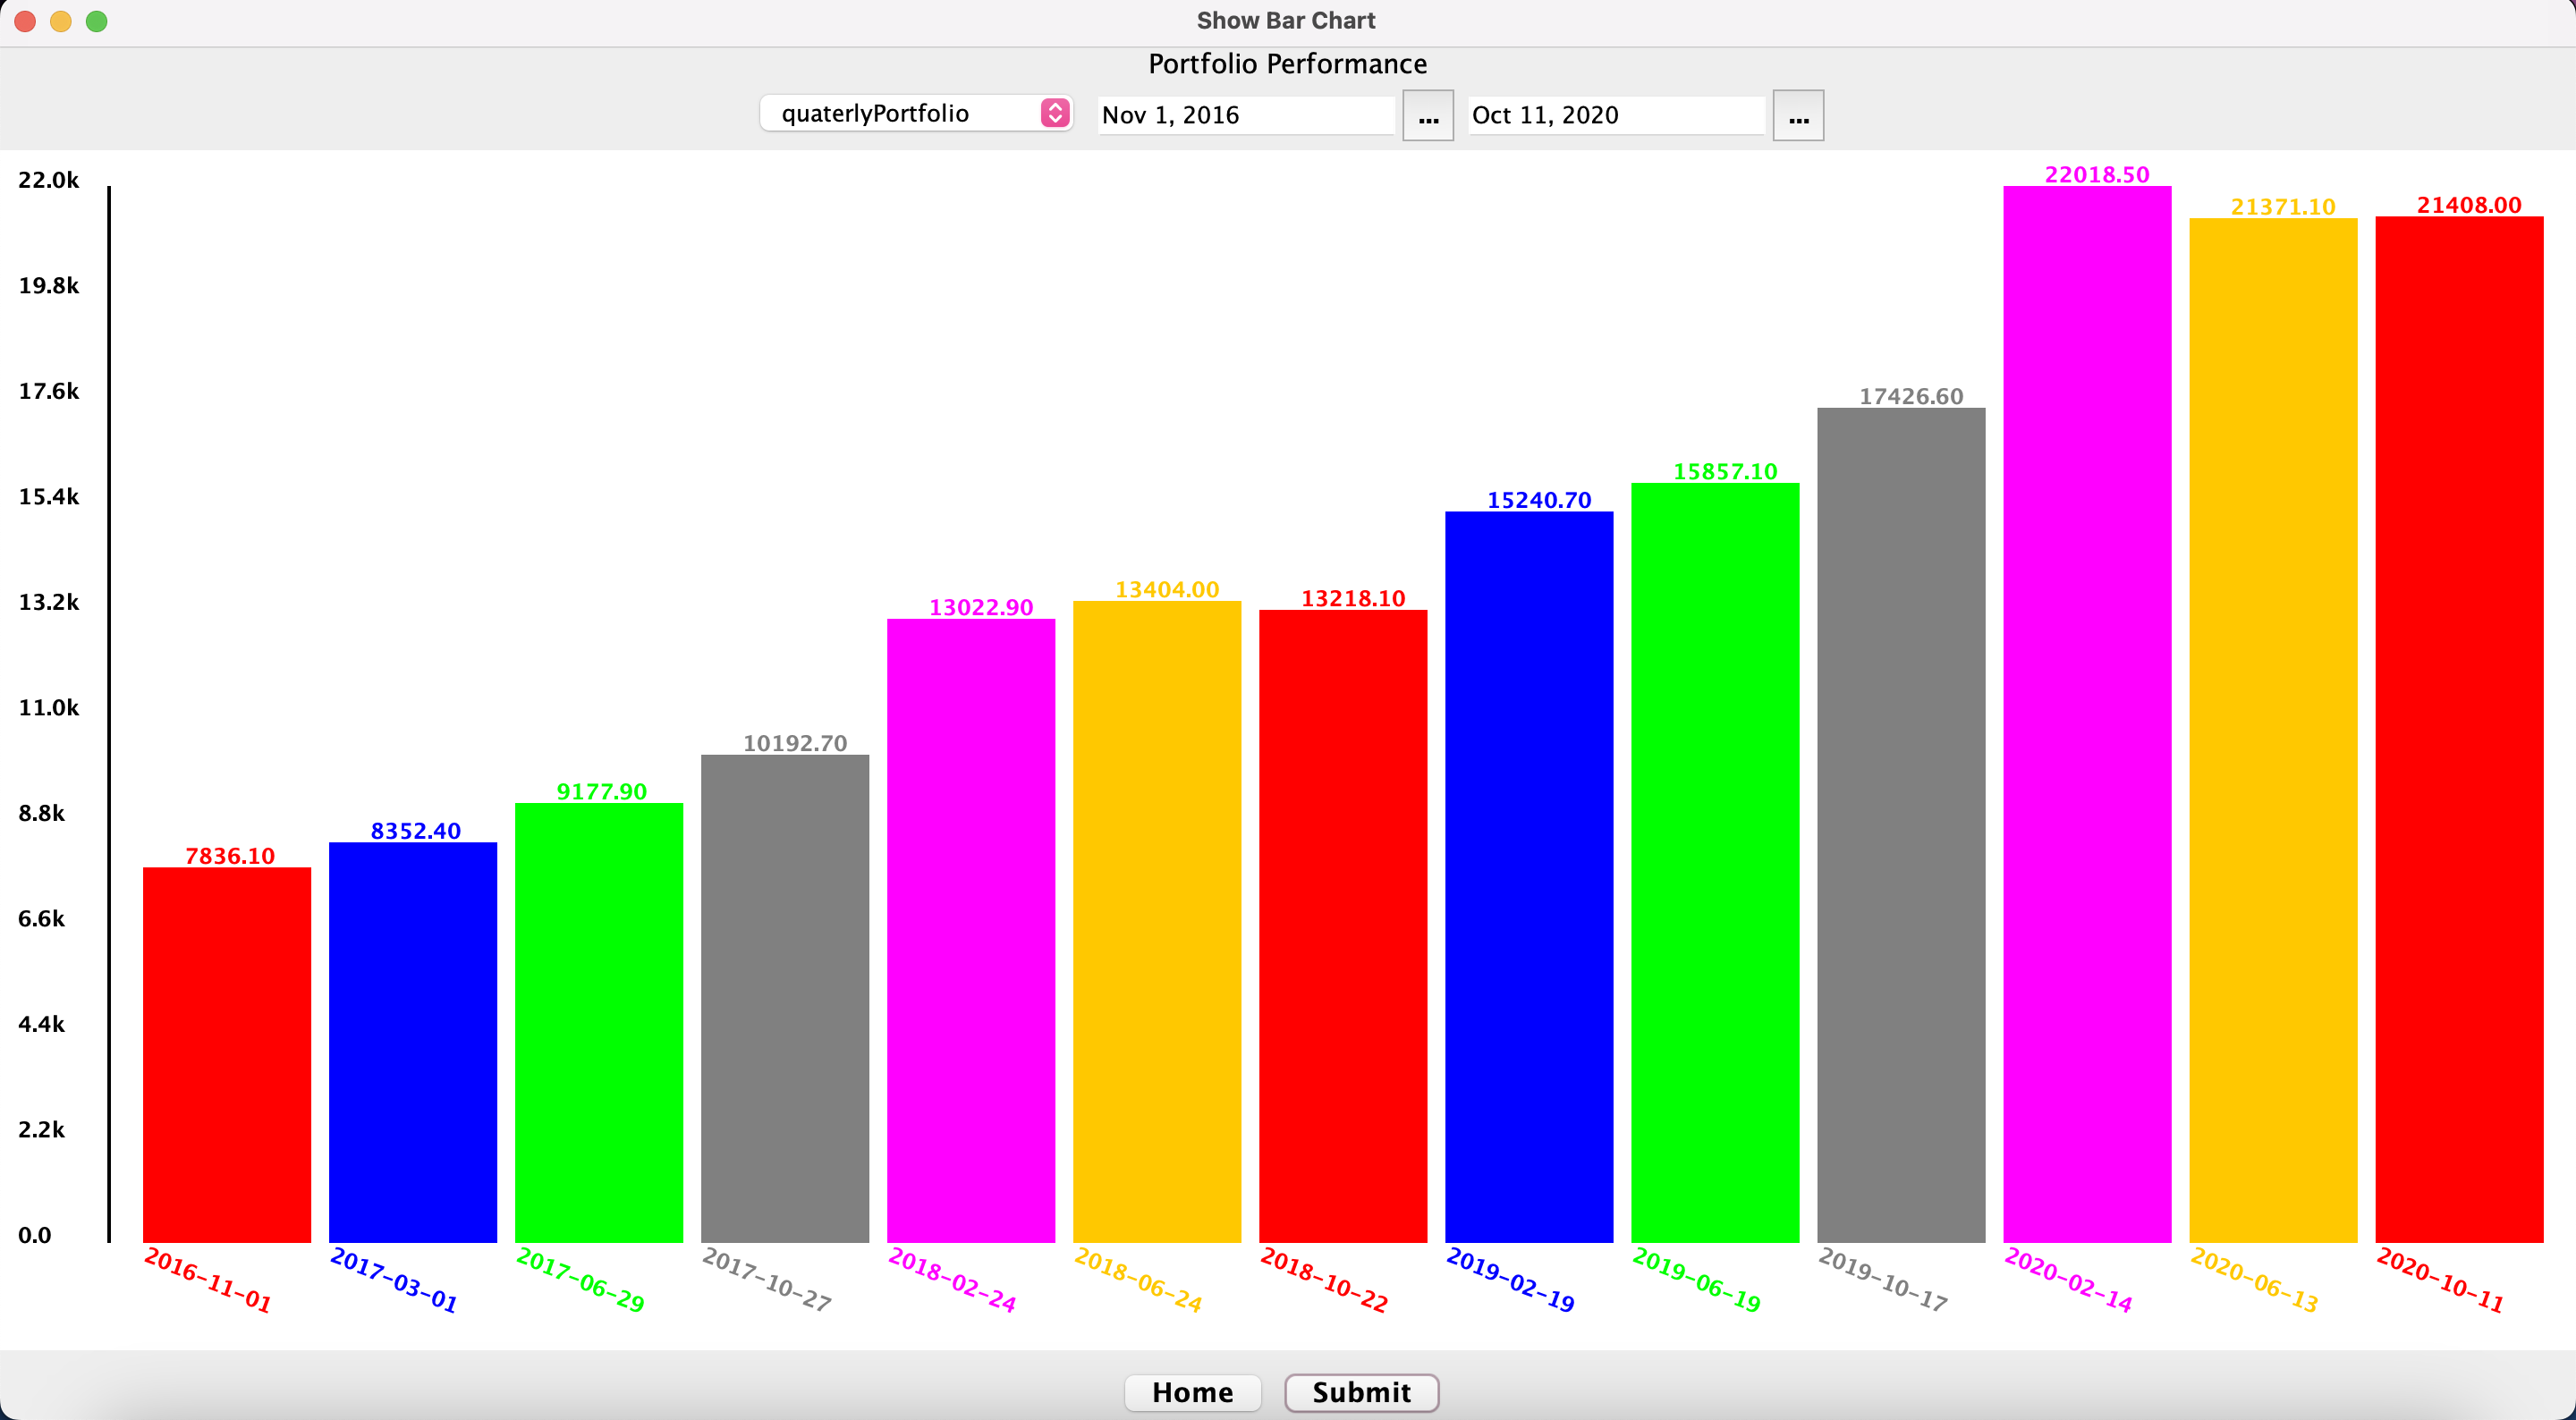 Show Bar Chart
Portfolio Performance
quaterlyPortfolio Nov 1, 2016 ... Oct 11, 2020 ...
22.0k
19.8k
17.6k
15.4k
13.2k
11.0k
8.8k
6.6k
4.4k
2.2k
0.0
7836.10
8352.40
9177.90
10192.70
13022.90
13404.00
13218.10
15240.70
15857.10
17426.60
22018.50
21371.10
21408.00
2016-11-01
2017-03-01
2017-06-29
2017-10-27
2018-02-24
2018-06-24
2018-10-22
2019-02-19
2019-06-19
2019-10-17
2020-02-14
2020-06-13
2020-10-11
Home Submit